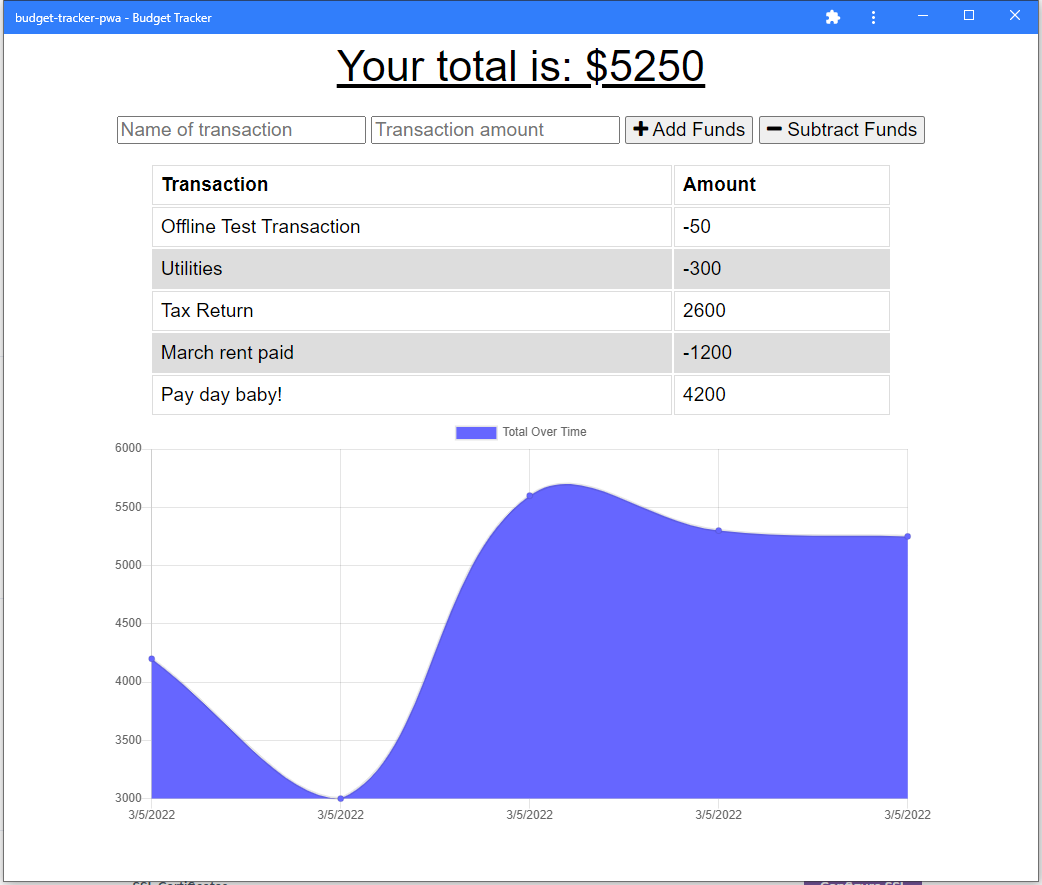 budget-tracker-pwa - Budget Tracker
Your total is: $5250
Name of transaction Transaction amount Add Funds Subtract Funds
Transaction Amount
Offline Test Transaction -50
Utilities -300
Tax Return 2600
March rent paid -1200
Pay day baby! 4200
Total Over Time
6000
5500
5000
4500
4000
3500
3000
3/5/2022 3/5/2022 3/5/2022 3/5/2022 3/5/2022